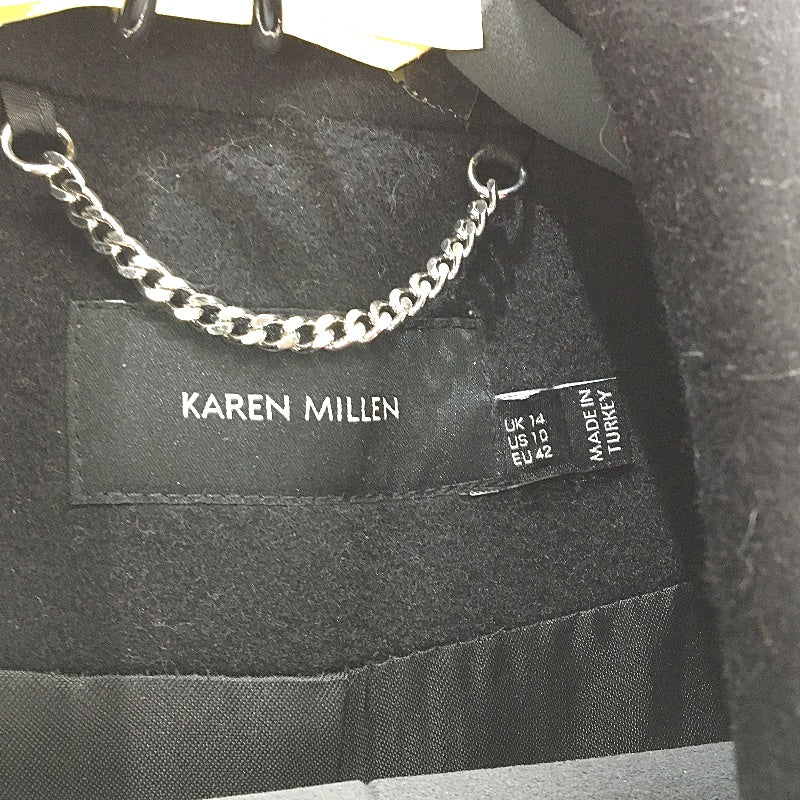 KAREN MILLEN
UK 14
US 10
EU 42
MADE IN
TURKEY